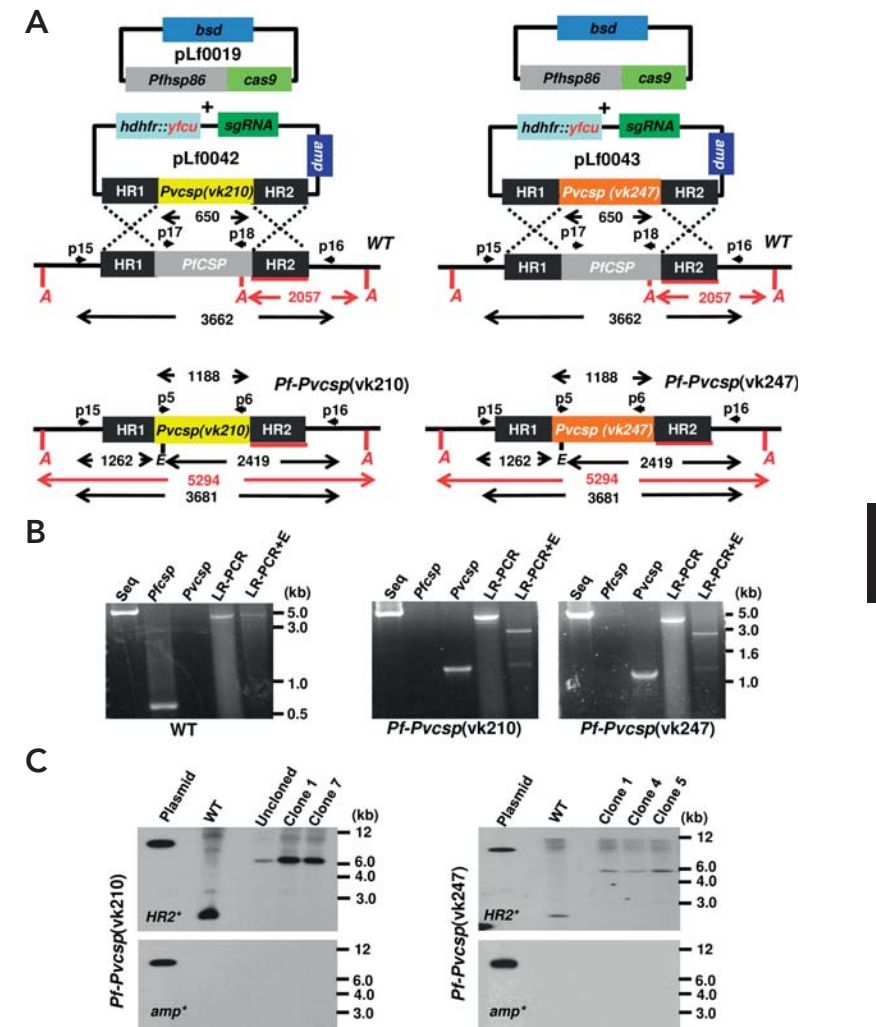 A
bsd
pLf0019
Pfhsp86 cas9
+
hdhfr::yfcu sgRNA
amp
pLf0042
HR1 Pvcsp(vk210) HR2
650
p15 p17 p18 p16 WT
HR1 PfCSP HR2
A A 2057 A
3662
1188 Pf-Pvcsp(vk210)
p15 p5 p6 p16
HR1 Pvcsp(vk210) HR2
A 1262 E 2419 A
5294
3681
bsd
Pfhsp86 cas9
+
hdhfr::yfcu sgRNA
amp
pLf0043
HR1 Pvcsp (vk247) HR2
650
p15 p17 p18 p16 WT
HR1 PfCSP HR2
A A 2057 A
3662
1188 Pf-Pvcsp(vk247)
p15 p5 p6 p16
HR1 Pvcsp (vk247) HR2
A 1262 E 2419 A
5294
3681
B
Seq Pfcsp Pvcsp LR-PCR LR-PCR+E (kb)
5.0
3.0
1.0
0.5
WT
Seq Pfcsp Pvcsp LR-PCR LR-PCR+E
Pf-Pvcsp(vk210)
Seq Pfcsp Pvcsp LR-PCR LR-PCR+E (kb)
5.0
3.0
1.6
1.0
Pf-Pvcsp(vk247)
C
Pf-Pvcsp(vk210)
Plasmid WT Uncloned Clone 1 Clone 7 (kb)
12
6.0
4.0
3.0
HR2*
12
6.0
4.0
3.0
amp*
Pf-Pvcsp(vk247)
Plasmid WT Clone 1 Clone 4 Clone 5 (kb)
12
6.0
4.0
3.0
HR2*
12
6.0
4.0
3.0
amp*